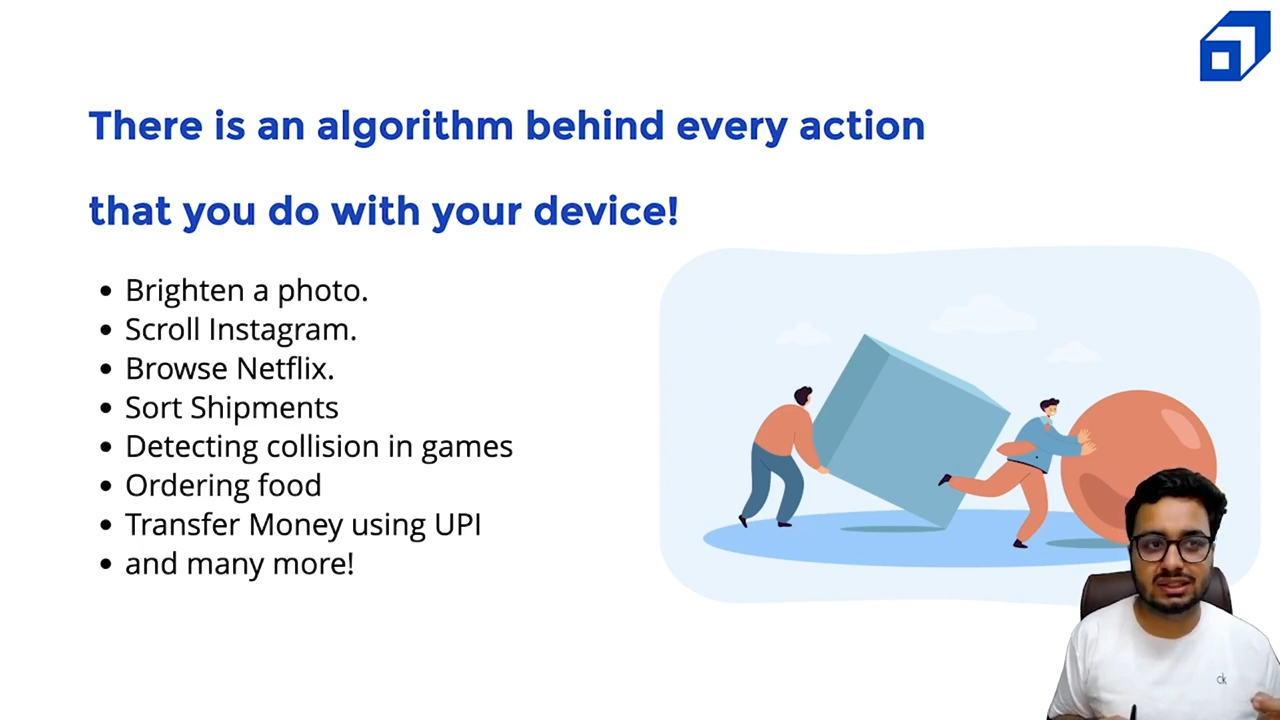 There is an algorithm behind every action
that you do with your device!
Brighten a photo.
Scroll Instagram.
Browse Netflix.
Sort Shipments
Detecting collision in games
Ordering food
Transfer Money using UPI
and many more!
ck